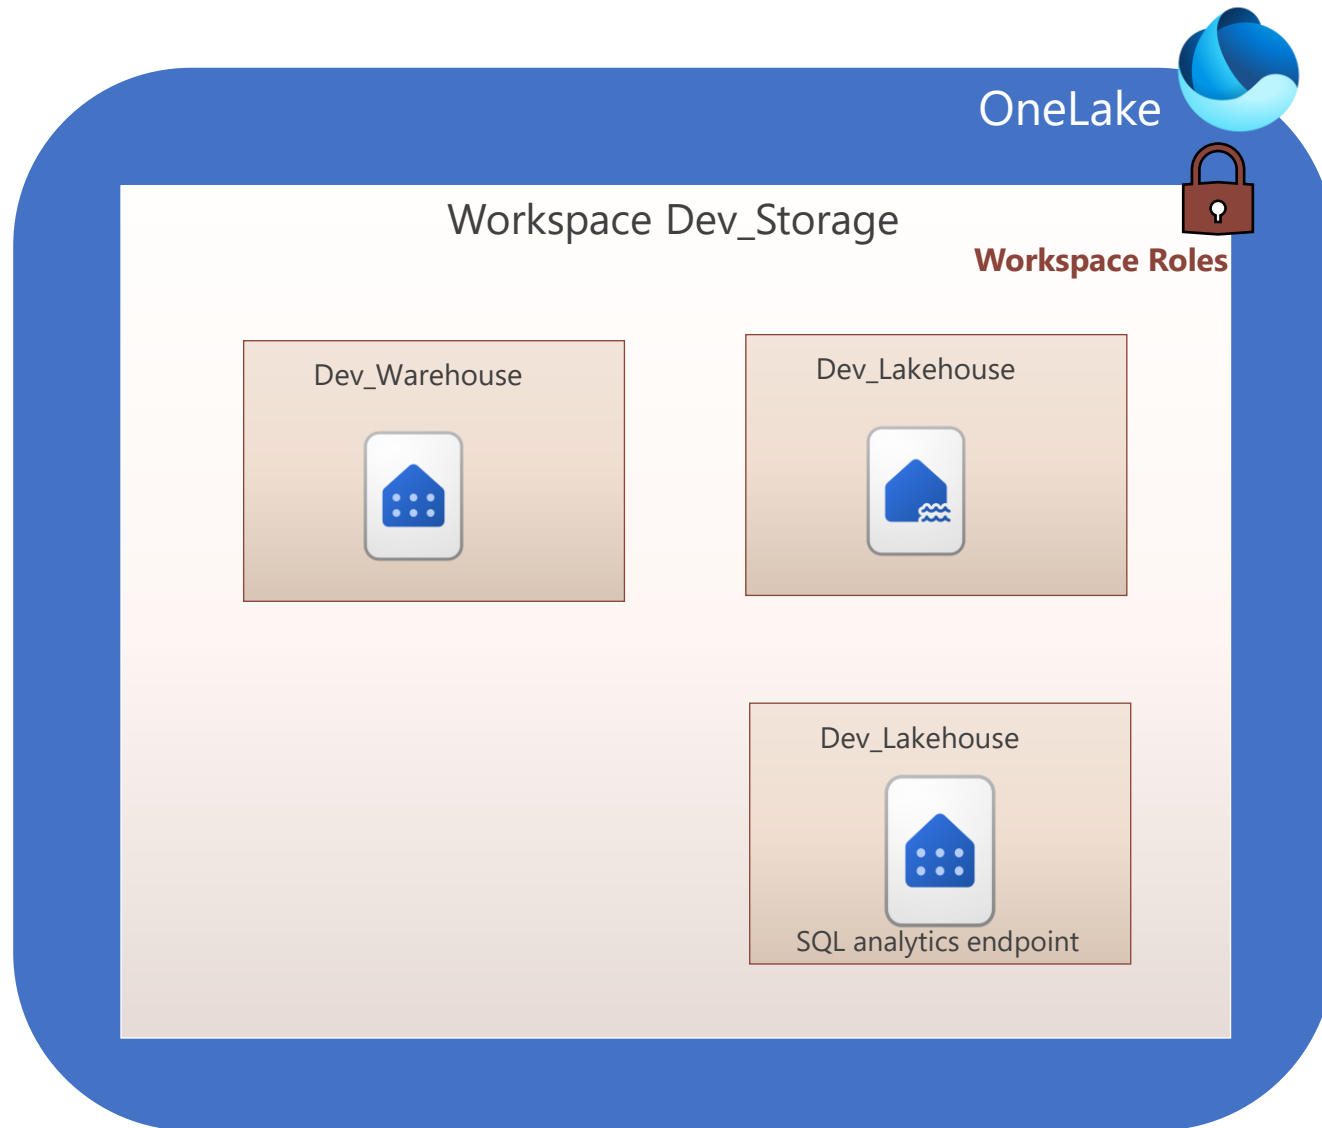 OneLake
Workspace Dev_Storage
Workspace Roles
Dev_Warehouse
Dev_Lakehouse
Dev_Lakehouse
SQL analytics endpoint